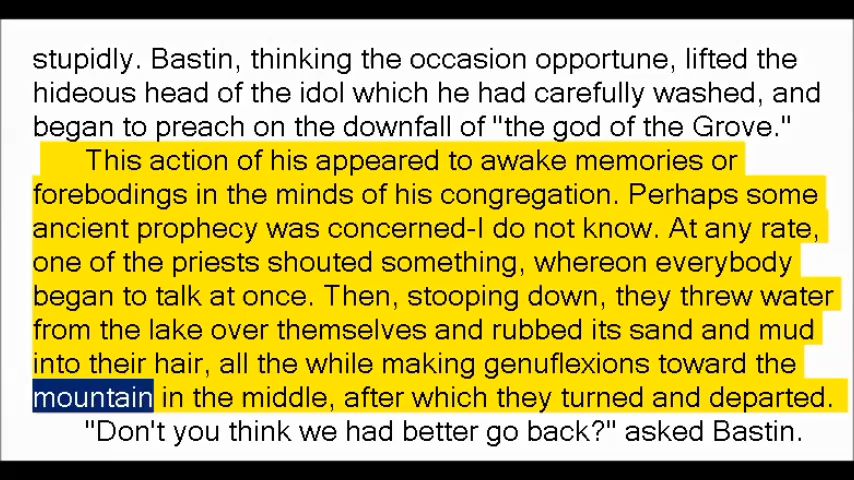 stupidly. Bastin, thinking the occasion opportune, lifted the
hideous head of the idol which he had carefully washed, and
began to preach on the downfall of "the god of the Grove."
This action of his appeared to awake memories or
forebodings in the minds of his congregation. Perhaps some
ancient prophecy was concerned-I do not know. At any rate,
one of the priests shouted something, whereon everybody
began to talk at once. Then, stooping down, they threw water
from the lake over themselves and rubbed its sand and mud
into their hair, all the while making genuflexions toward the
mountain in the middle, after which they turned and departed.
"Don't you think we had better go back?" asked Bastin.